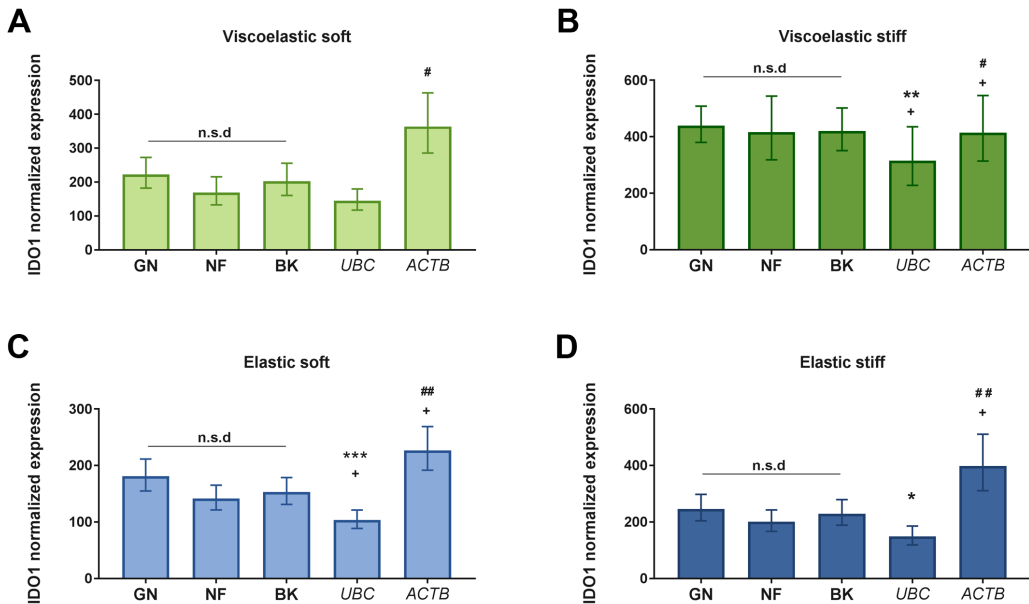 A
Viscoelastic soft
IDO1 normalized expression
500
400
300
200
100
0
n.s.d
#
GN NF BK UBC ACTB
B
Viscoelastic stiff
IDO1 normalized expression
600
400
200
0
n.s.d
**
+
#
+
GN NF BK UBC ACTB
C
Elastic soft
IDO1 normalized expression
300
200
100
0
n.s.d
***
+
##
+
GN NF BK UBC ACTB
D
Elastic stiff
IDO1 normalized expression
600
400
200
0
n.s.d
*
##
+
GN NF BK UBC ACTB